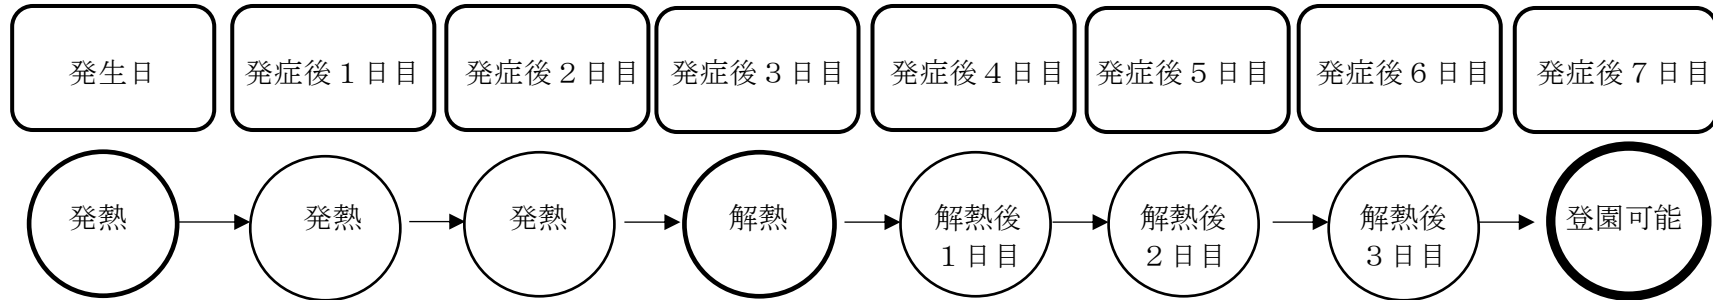 発生日
発症後１日目
発症後２日目
発症後３日目
発症後４日目
発症後５日目
発症後６日目
発症後７日目
発熱
発熱
発熱
解熱
解熱後
１日目
解熱後
２日目
解熱後
３日目
登園可能